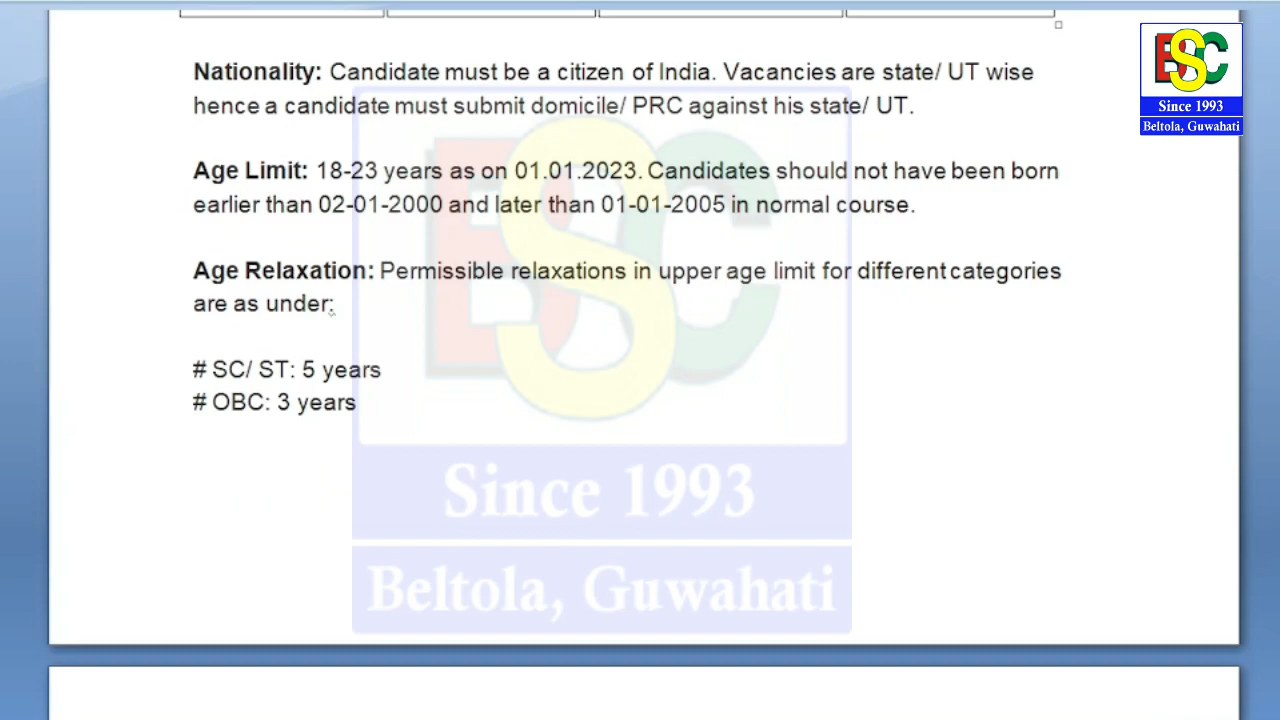 Nationality: Candidate must be a citizen of India. Vacancies are state/ UT wise
hence a candidate must submit domicile/ PRC against his state/ UT.
Age Limit: 18-23 years as on 01.01.2023. Candidates should not have been born
earlier than 02-01-2000 and later than 01-01-2005 in normal course.
Age Relaxation: Permissible relaxations in upper age limit for different categories
are as under:
# SC/ ST: 5 years
# OBC: 3 years
ESC
Since 1993
Beltola, Guwahati
ESC
Since 1993
Beltola, Guwahati